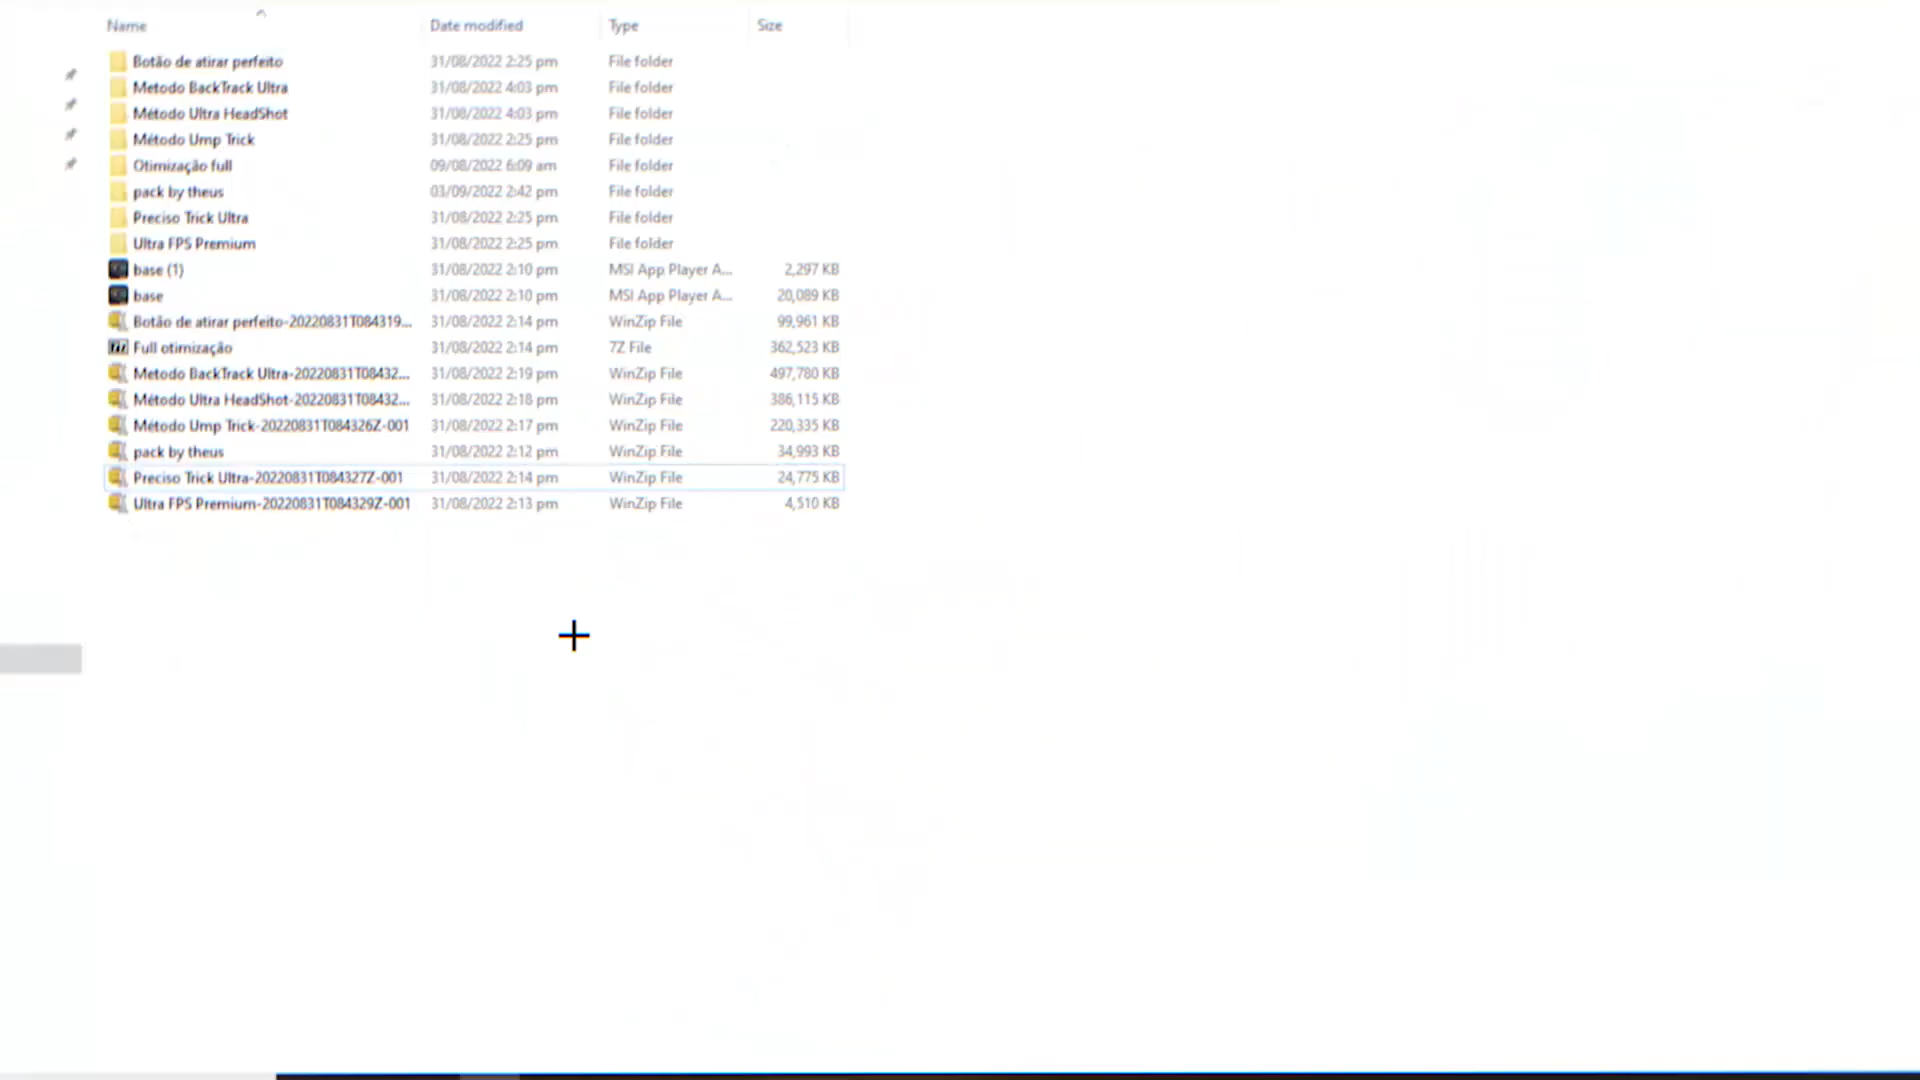 Name Date modified Type Size
Botão de atirar perfeito 31/08/2022 2:25 pm File folder
Metodo BackTrack Ultra 31/08/2022 4:03 pm File folder
Método Ultra HeadShot 31/08/2022 4:03 pm File folder
Método Ump Trick 31/08/2022 2:25 pm File folder
Otimização full 09/08/2022 6:09 am File folder
pack by theus 03/09/2022 2:42 pm File folder
Preciso Trick Ultra 31/08/2022 2:25 pm File folder
Ultra FPS Premium 31/08/2022 2:25 pm File folder
base (1) 31/08/2022 2:10 pm MSI App Player A... 2,297 KB
base 31/08/2022 2:10 pm MSI App Player A... 20,089 KB
Botão de atirar perfeito-20220831T084319... 31/08/2022 2:14 pm WinZip File 99,961 KB
Full otimização 31/08/2022 2:14 pm 7Z File 362,523 KB
Metodo BackTrack Ultra-20220831T08432... 31/08/2022 2:19 pm WinZip File 497,780 KB
Método Ultra HeadShot-20220831T08432... 31/08/2022 2:18 pm WinZip File 386,115 KB
Método Ump Trick-20220831T084326Z-001 31/08/2022 2:17 pm WinZip File 220,335 KB
pack by theus 31/08/2022 2:12 pm WinZip File 34,993 KB
Preciso Trick Ultra-20220831T084327Z-001 31/08/2022 2:14 pm WinZip File 24,775 KB
Ultra FPS Premium-20220831T084329Z-001 31/08/2022 2:13 pm WinZip File 4,510 KB